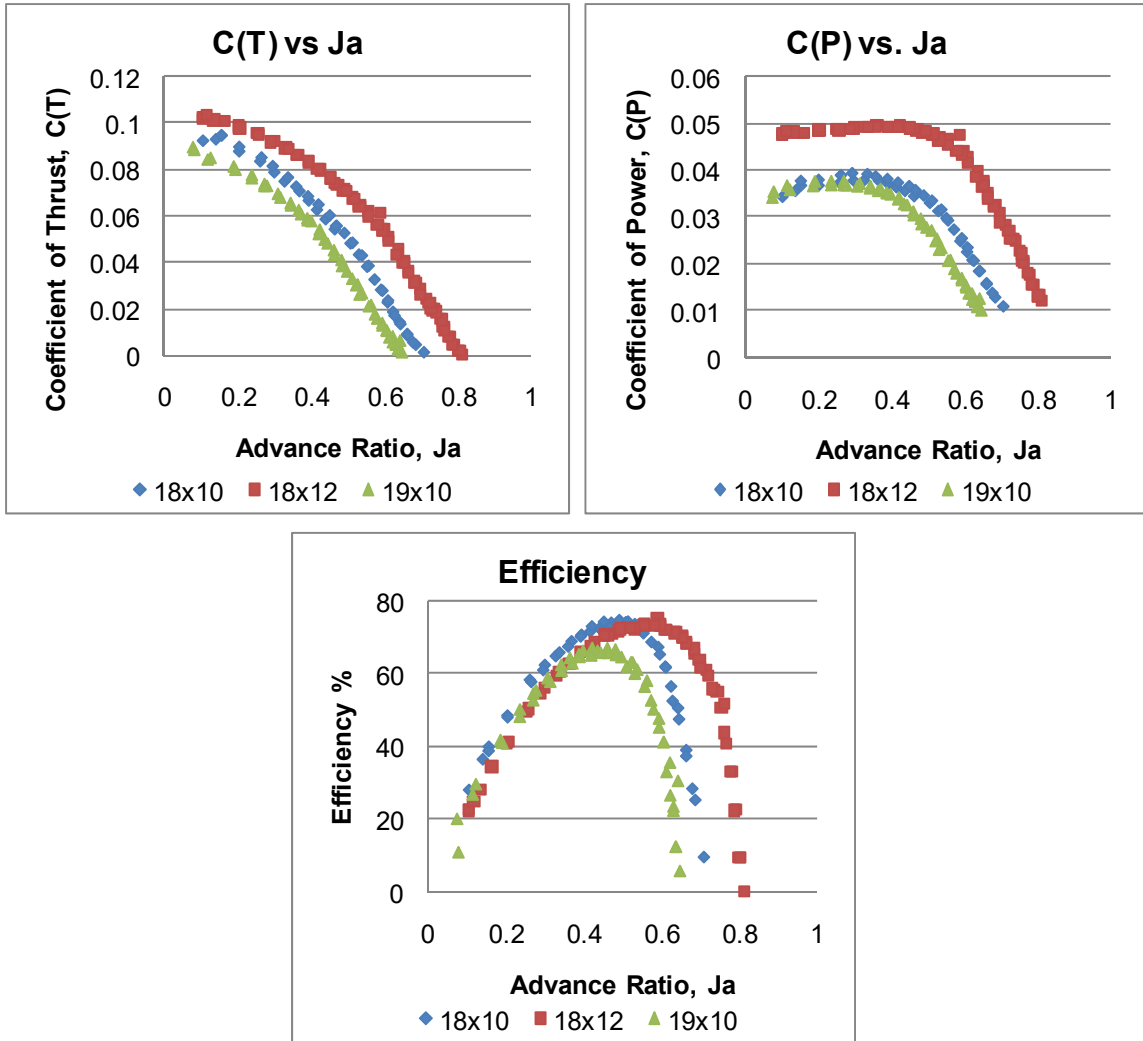 C(T) vs Ja
Coefficient of Thrust, C(T)
0.12
0.1
0.08
0.06
0.04
0.02
0
0 0.2 0.4 0.6 0.8 1
Advance Ratio, Ja
18x10 18x12 19x10
C(P) vs. Ja
Coefficient of Power, C(P)
0.06
0.05
0.04
0.03
0.02
0.01
0
0 0.2 0.4 0.6 0.8 1
Advance Ratio, Ja
18x10 18x12 19x10
Efficiency
Efficiency %
80
60
40
20
0
0 0.2 0.4 0.6 0.8 1
Advance Ratio, Ja
18x10 18x12 19x10